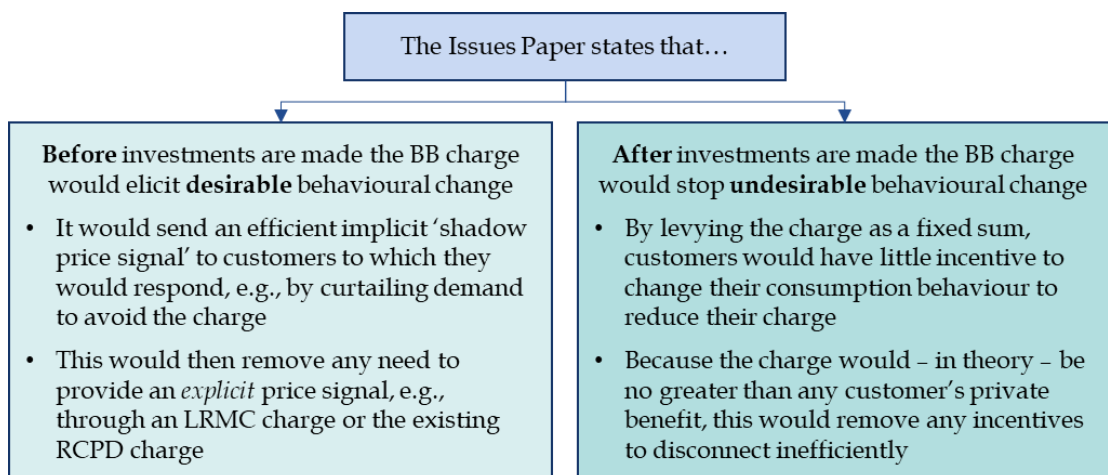 The Issues Paper states that…
Before investments are made the BB charge
would elicit desirable behavioural change
• It would send an efficient implicit ‘shadow
price signal’ to customers to which they
would respond, e.g., by curtailing demand
to avoid the charge
• This would then remove any need to
provide an explicit price signal, e.g.,
through an LRMC charge or the existing
RCPD charge
After investments are made the BB charge
would stop undesirable behavioural change
• By levying the charge as a fixed sum,
customers would have little incentive to
change their consumption behaviour to
reduce their charge
• Because the charge would – in theory – be
no greater than any customer’s private
benefit, this would remove any incentives
to disconnect inefficiently